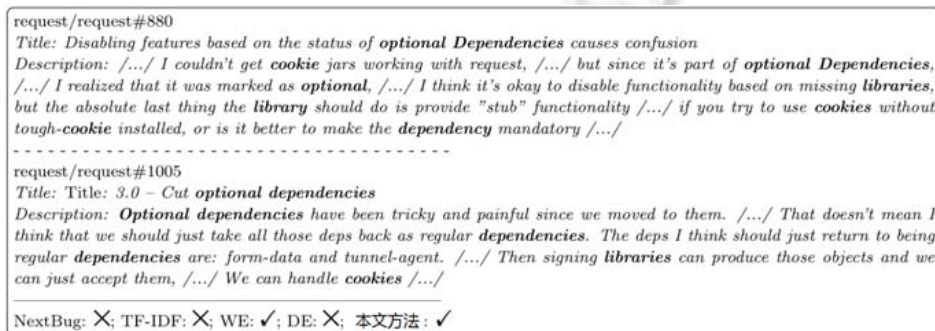 request/request#880
Title: Disabling features based on the status of optional Dependencies causes confusion
Description: /.../ I couldn't get cookie jars working with request, /.../ but since it's part of optional Dependencies,
/.../ I realized that it was marked as optional, /.../ I think it's okay to disable functionality based on missing libraries,
but the absolute last thing the library should do is provide "stub" functionality /.../ if you try to use cookies without
tough-cookie installed, or is it better to make the dependency mandatory /.../
request/request#1005
Title: Title: 3.0 – Cut optional dependencies
Description: Optional dependencies have been tricky and painful since we moved to them. /.../ That doesn't mean I
think that we should just take all those deps back as regular dependencies. The deps I think should just return to being
regular dependencies are: form-data and tunnel-agent. /.../ Then signing libraries can produce those objects and we
can just accept them, /.../ We can handle cookies /.../
NextBug: ✗; TF-IDF: ✗; WE: ✓; DE: ✗; 本文方法: ✓